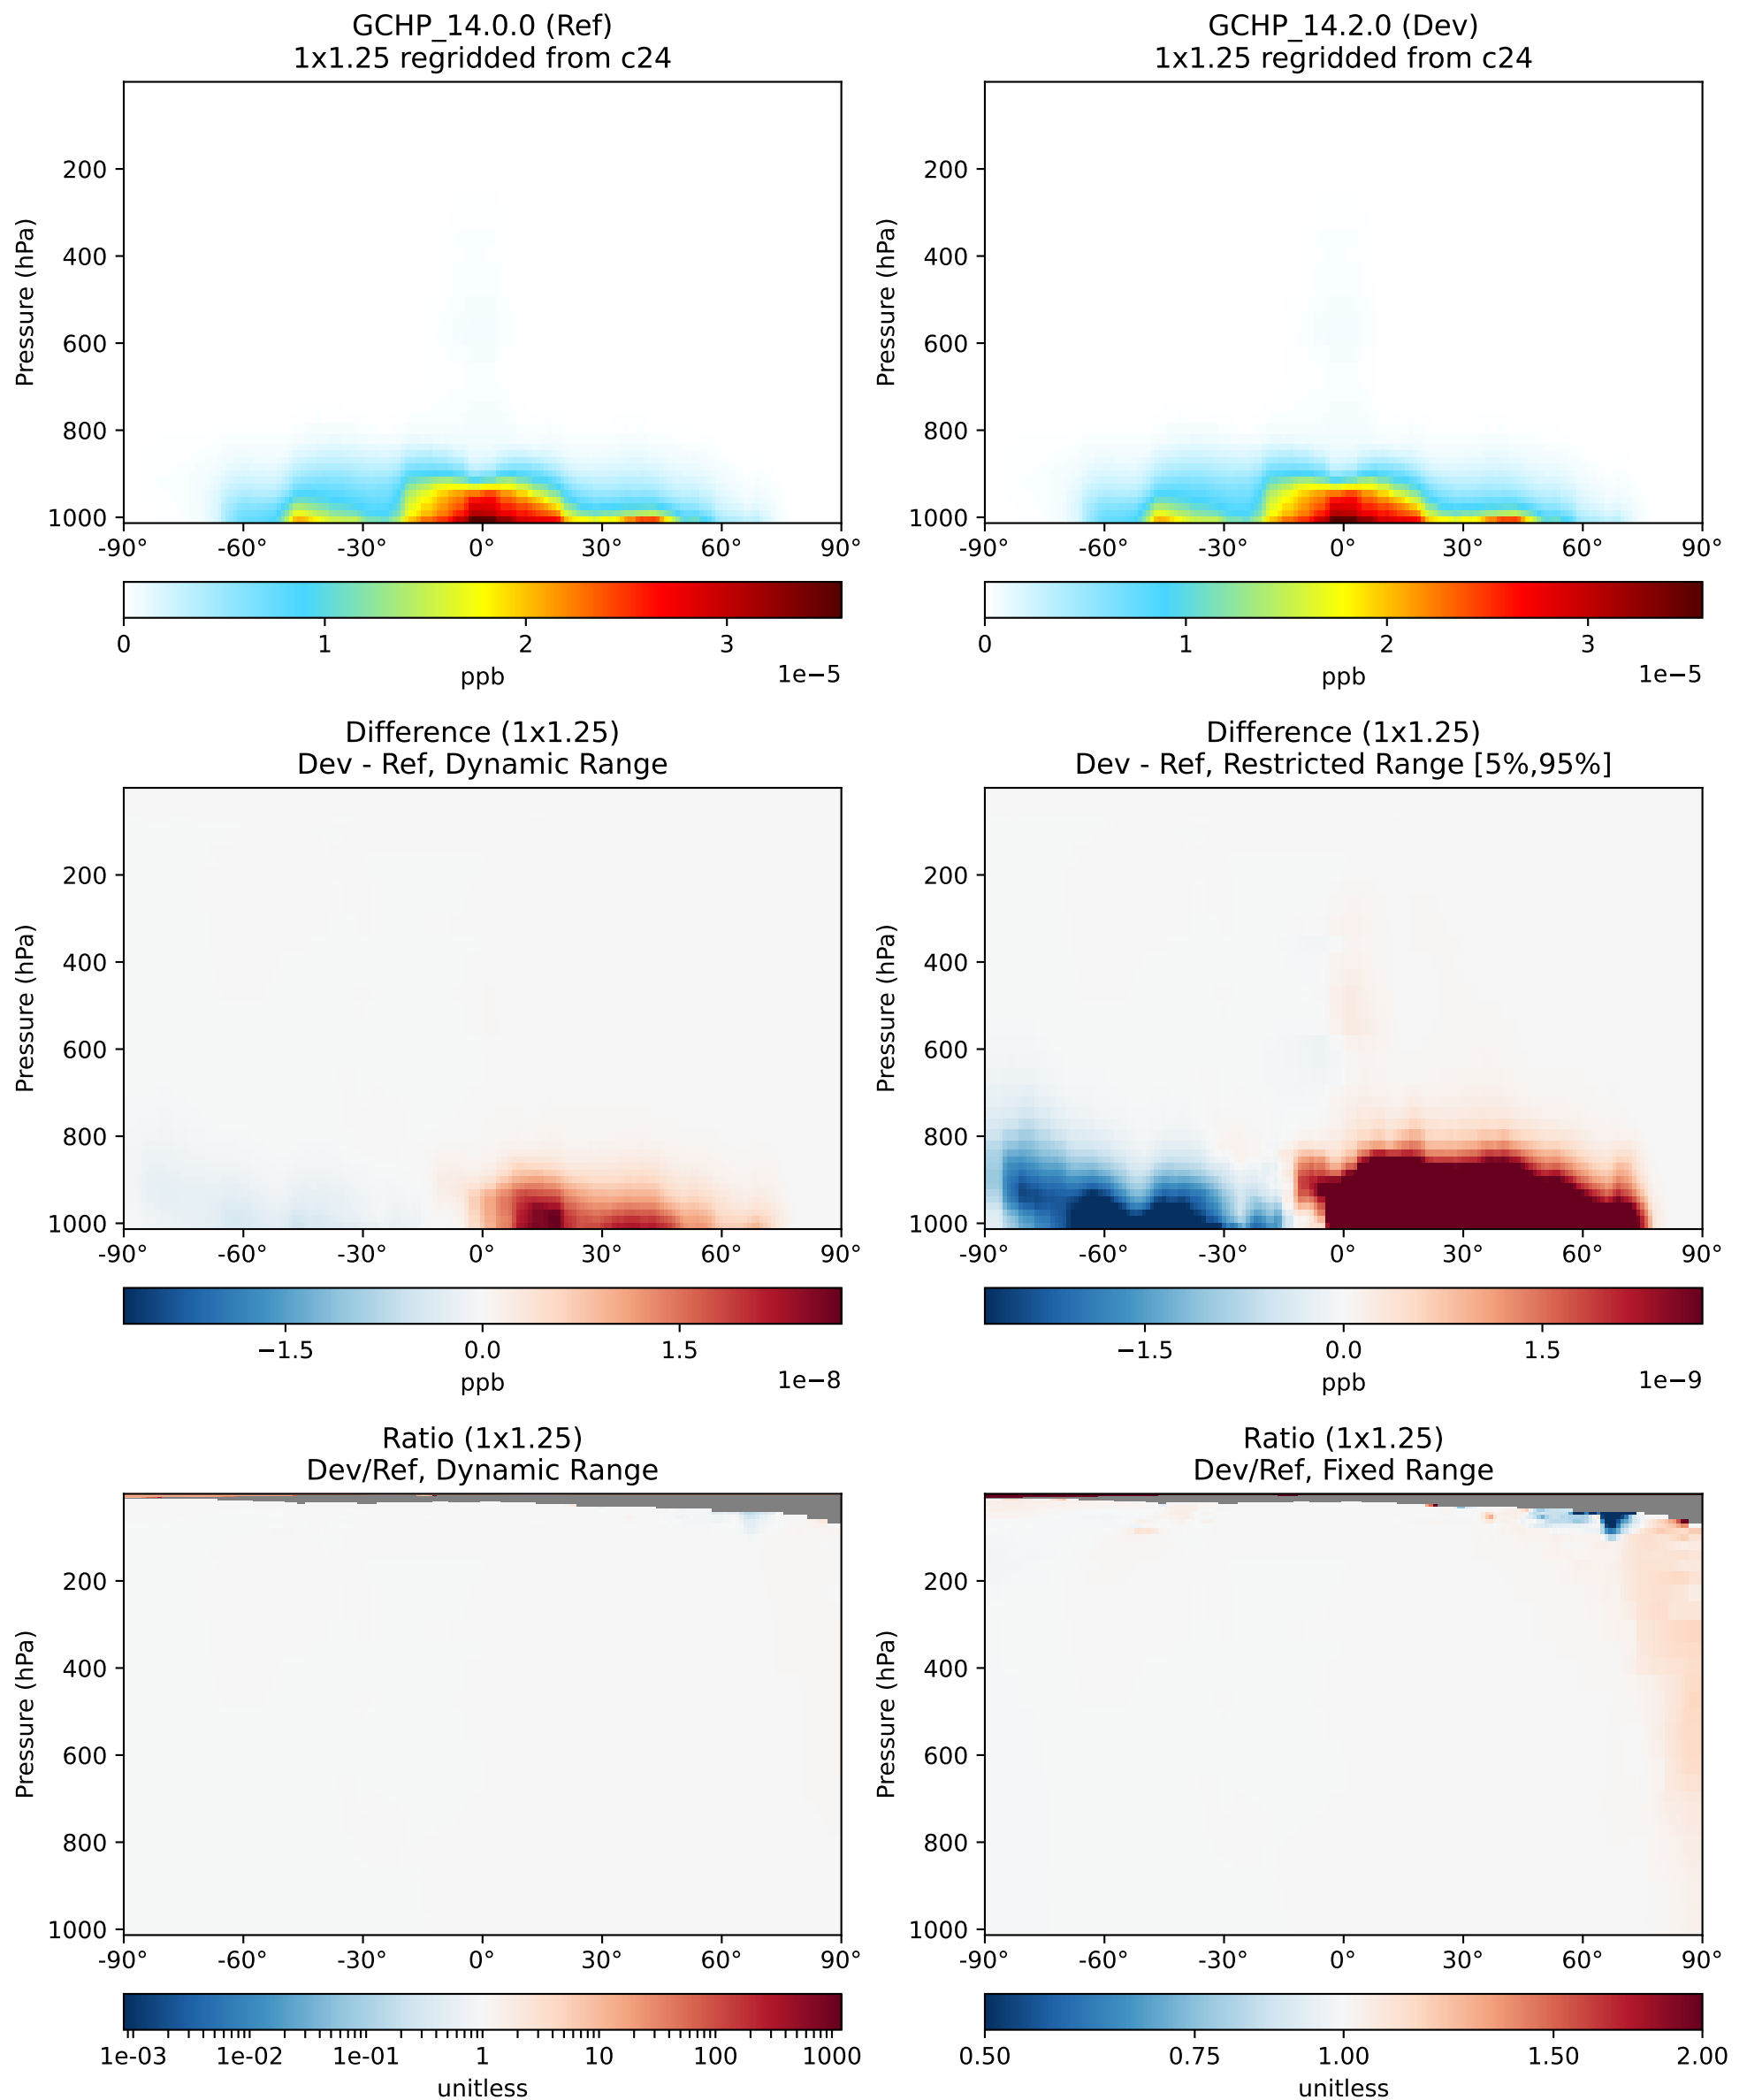 GCHP_14.0.0 (Ref)
1x1.25 regridded from c24
GCHP_14.2.0 (Dev)
1x1.25 regridded from c24
Pressure (hPa)
200
400
600
800
1000
-90° -60° -30° 0° 30° 60° 90°
0 1 2 3
ppb
1e−5
Pressure (hPa)
200
400
600
800
1000
-90° -60° -30° 0° 30° 60° 90°
0 1 2 3
ppb
1e−5
Difference (1x1.25)
Dev - Ref, Dynamic Range
Difference (1x1.25)
Dev - Ref, Restricted Range [5%,95%]
Pressure (hPa)
200
400
600
800
1000
-90° -60° -30° 0° 30° 60° 90°
−1.5 0.0 1.5
ppb
1e−8
Pressure (hPa)
200
400
600
800
1000
-90° -60° -30° 0° 30° 60° 90°
−1.5 0.0 1.5
ppb
1e−9
Ratio (1x1.25)
Dev/Ref, Dynamic Range
Ratio (1x1.25)
Dev/Ref, Fixed Range
Pressure (hPa)
200
400
600
800
1000
-90° -60° -30° 0° 30° 60° 90°
1e-03 1e-02 1e-01 1 10 100 1000
unitless
Pressure (hPa)
200
400
600
800
1000
-90° -60° -30° 0° 30° 60° 90°
0.50 0.75 1.00 1.50 2.00
unitless